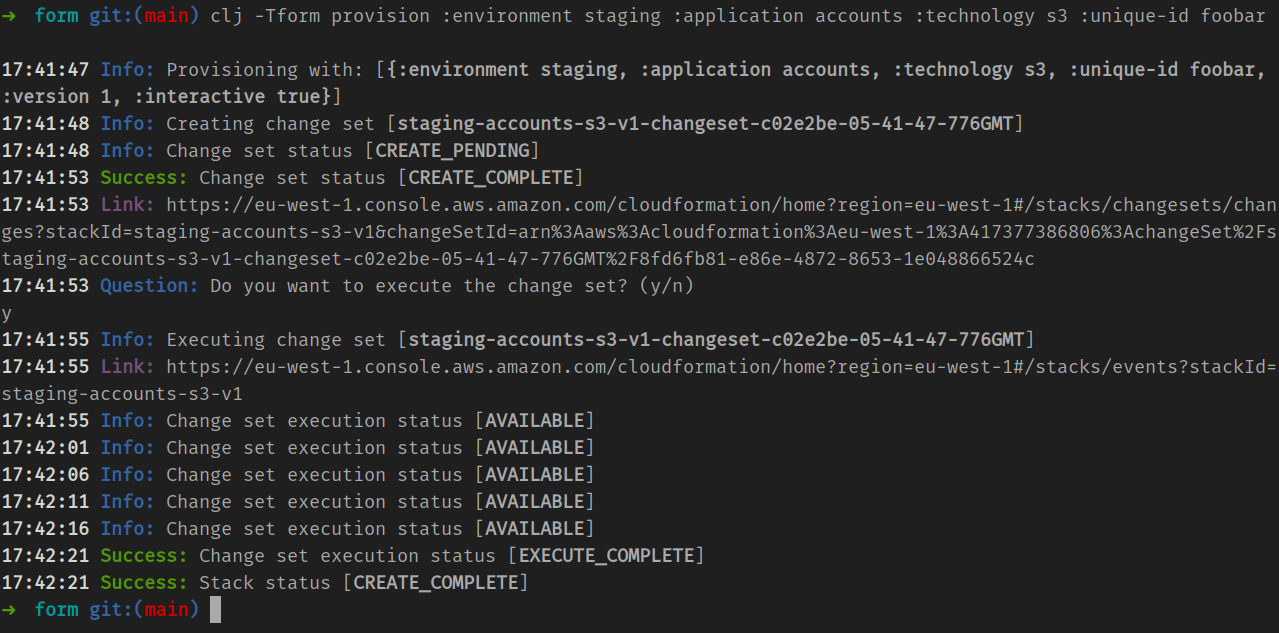 → form git:(main) clj -Tform provision :environment staging :application accounts :technology s3 :unique-id foobar
17:41:47 Info: Provisioning with: [{:environment staging, :application accounts, :technology s3, :unique-id foobar,
:version 1, :interactive true}]
17:41:48 Info: Creating change set [staging-accounts-s3-v1-changeset-c02e2be-05-41-47-776GMT]
17:41:48 Info: Change set status [CREATE_PENDING]
17:41:53 Success: Change set status [CREATE_COMPLETE]
17:41:53 Link: https://eu-west-1.console.aws.amazon.com/cloudformation/home?region=eu-west-1#/stacks/changesets/chan
ges?stackId=staging-accounts-s3-v1&changeSetId=arn%3Aaws%3Acloudformation%3Aeu-west-1%3A417377386806%3AchangeSet%2Fs
taging-accounts-s3-v1-changeset-c02e2be-05-41-47-776GMT%2F8fd6fb81-e86e-4872-8653-1e048866524c
17:41:53 Question: Do you want to execute the change set? (y/n)
y
17:41:55 Info: Executing change set [staging-accounts-s3-v1-changeset-c02e2be-05-41-47-776GMT]
17:41:55 Link: https://eu-west-1.console.aws.amazon.com/cloudformation/home?region=eu-west-1#/stacks/events?stackId=
staging-accounts-s3-v1
17:41:55 Info: Change set execution status [AVAILABLE]
17:42:01 Info: Change set execution status [AVAILABLE]
17:42:06 Info: Change set execution status [AVAILABLE]
17:42:11 Info: Change set execution status [AVAILABLE]
17:42:16 Info: Change set execution status [AVAILABLE]
17:42:21 Success: Change set execution status [EXECUTE_COMPLETE]
17:42:21 Success: Stack status [CREATE_COMPLETE]
→ form git:(main)